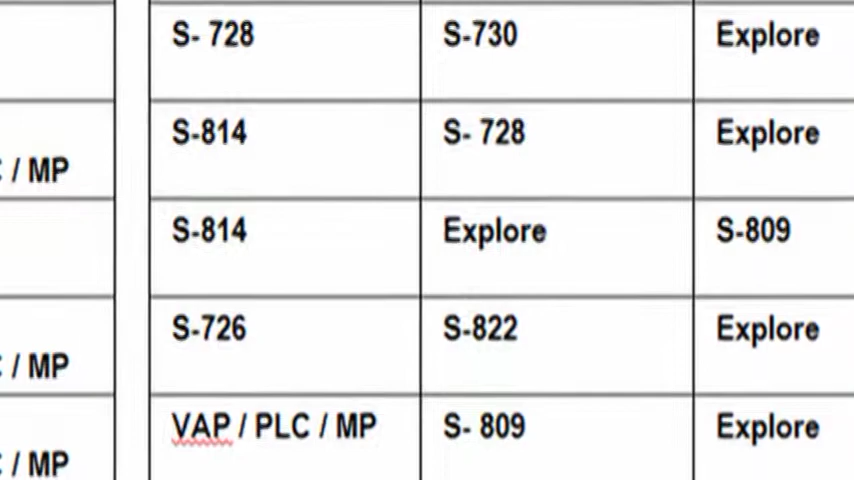 S- 728 S-730 Explore
S-814 S- 728 Explore
/ MP
S-814 Explore S-809
S-726 S-822 Explore
/ MP
VAP / PLC / MP S- 809 Explore
/ MP